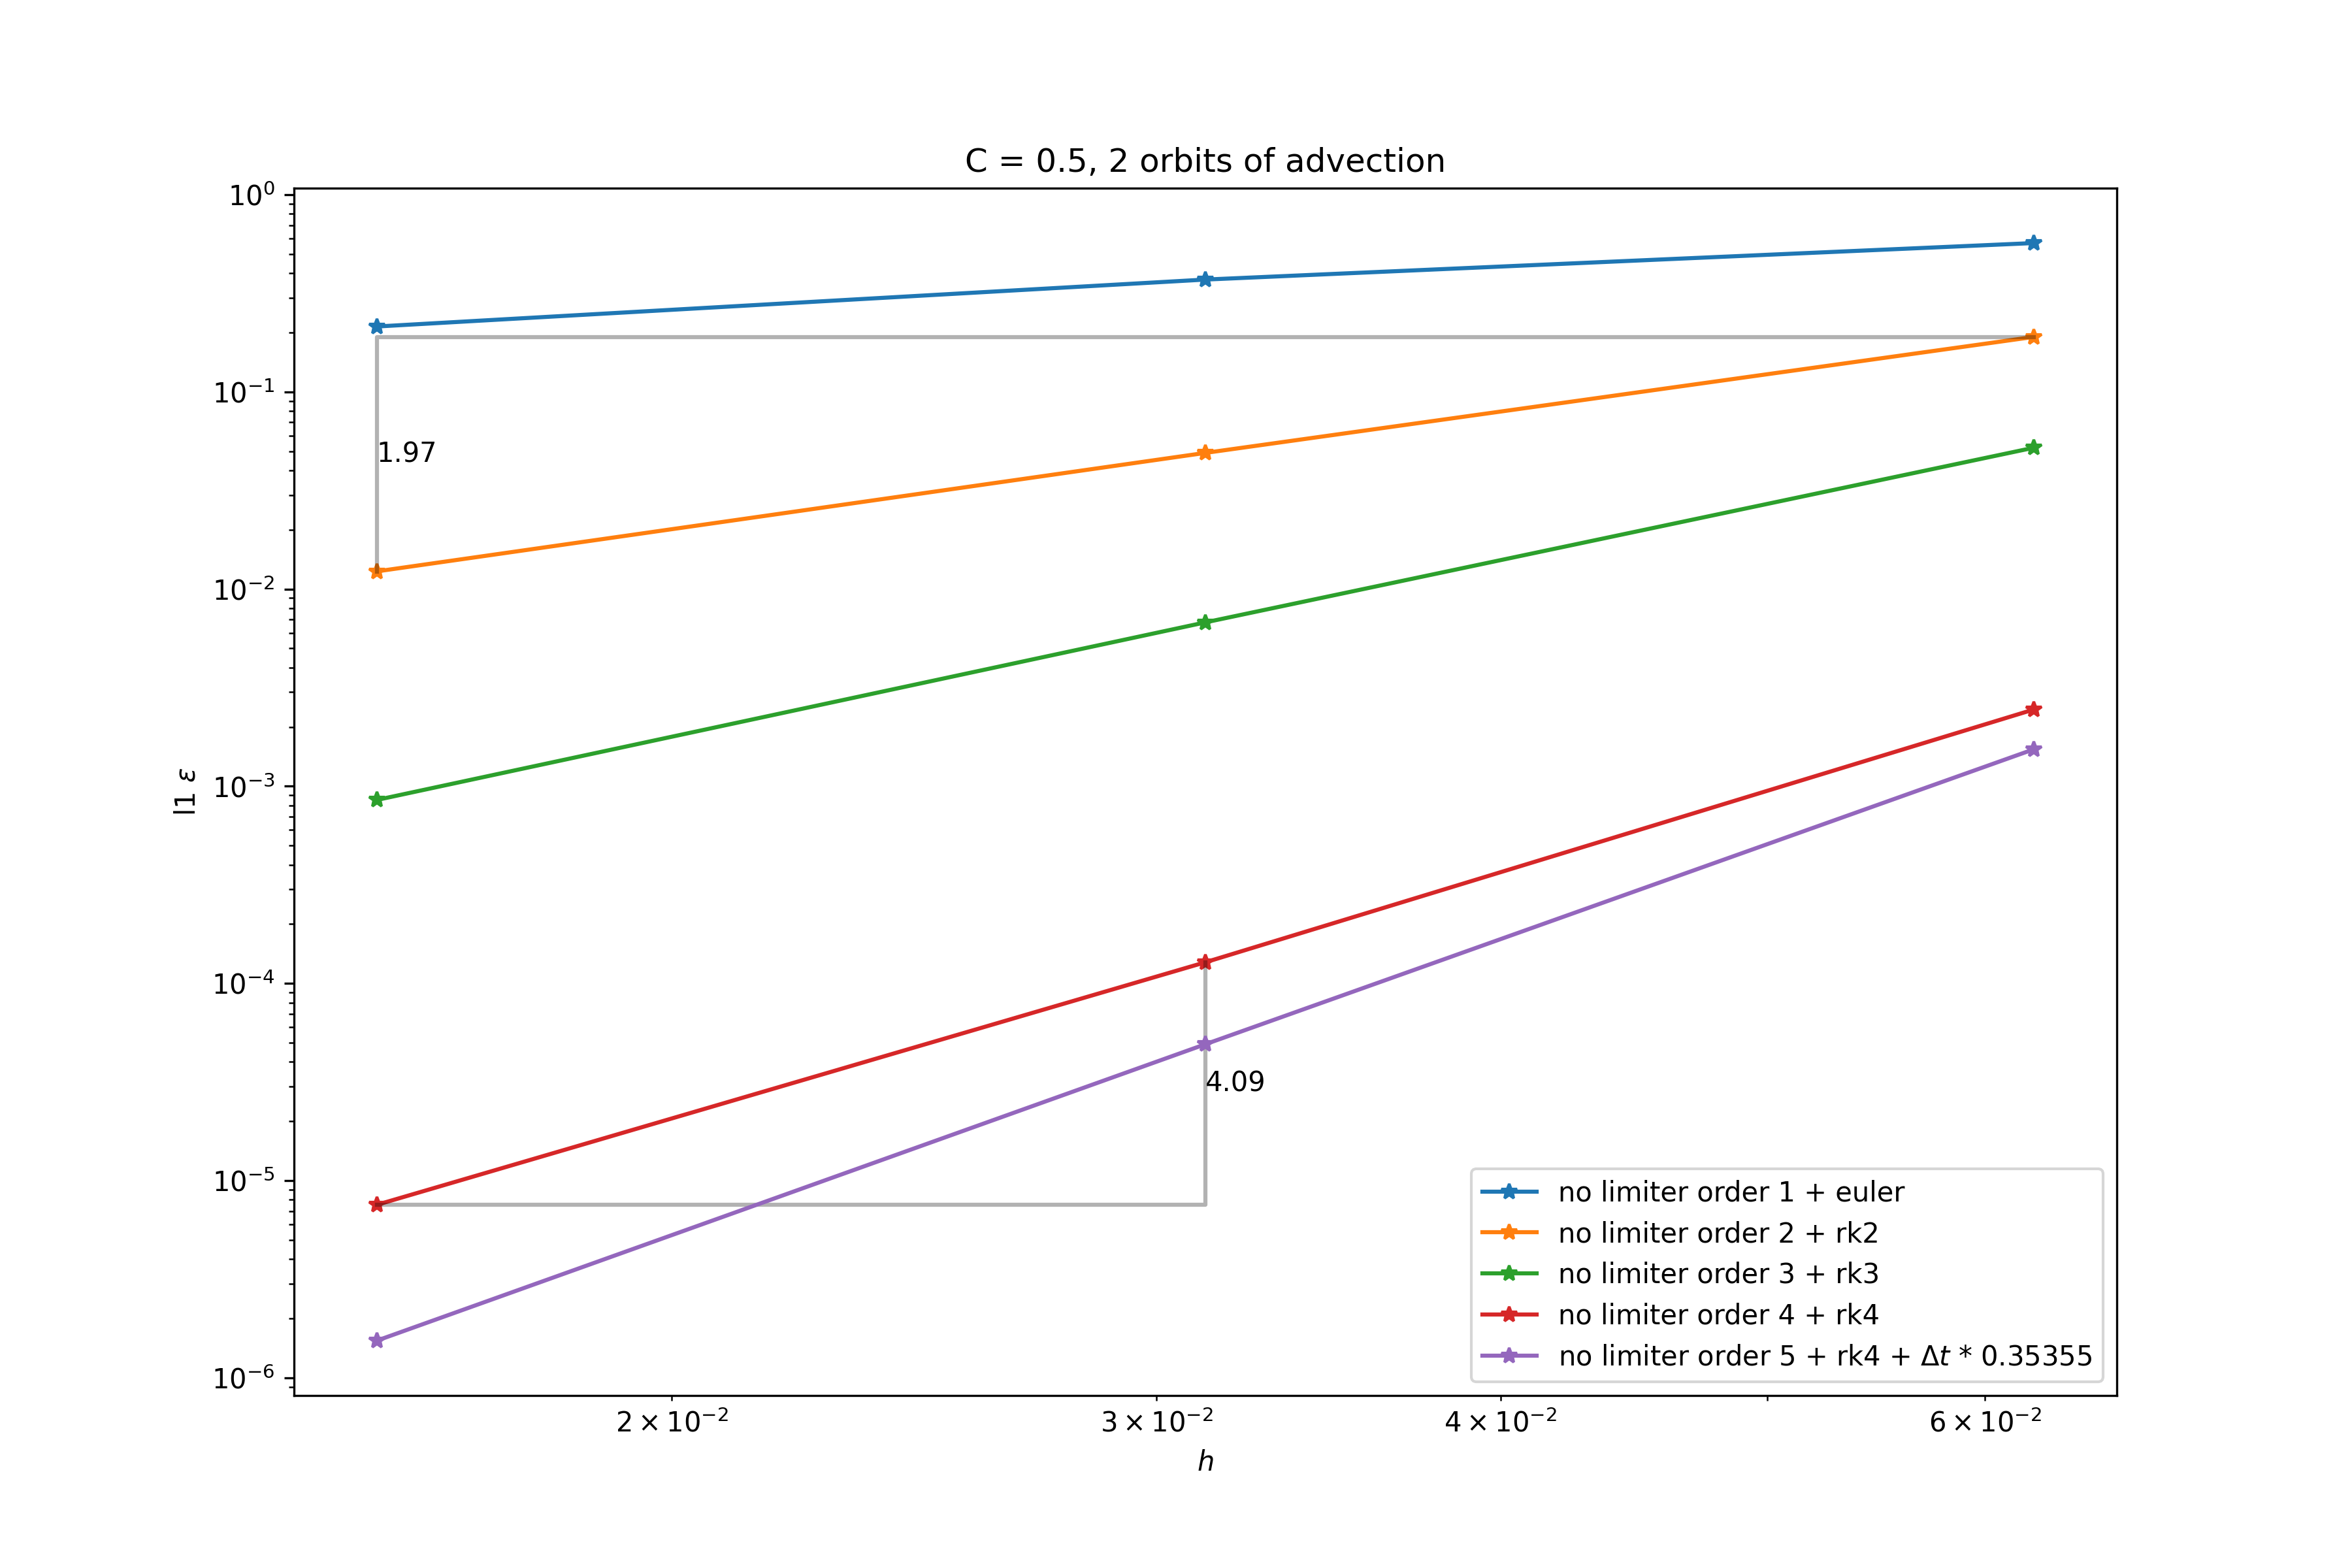 C = 0.5, 2 orbits of advection
10⁰
10⁻¹
10⁻²
10⁻³
10⁻⁴
10⁻⁵
10⁻⁶
l1 ε
1.97
4.09
no limiter order 1 + euler
no limiter order 2 + rk2
no limiter order 3 + rk3
no limiter order 4 + rk4
no limiter order 5 + rk4 + Δt * 0.35355
2 × 10⁻²
3 × 10⁻²
4 × 10⁻²
6 × 10⁻²
h